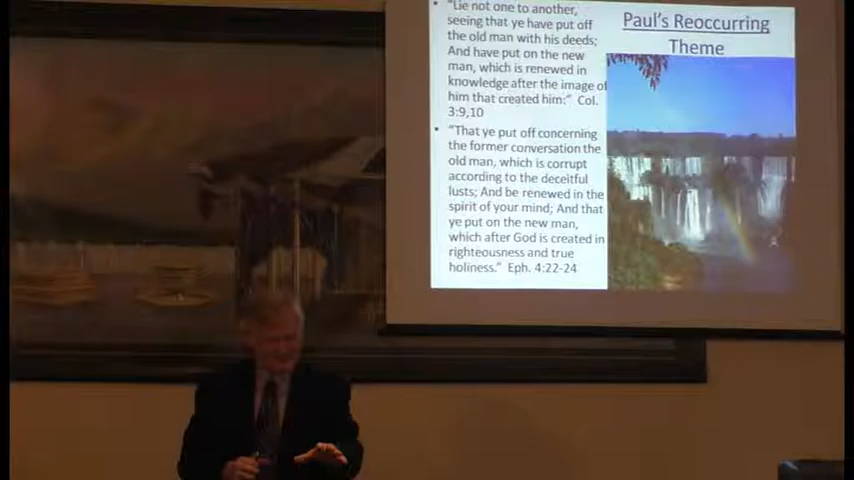 Paul's Reoccurring
Theme
• "Lie not one to another,
seeing that ye have put off
the old man with his deeds;
And have put on the new
man, which is renewed in
knowledge after the image of
him that created him:" Col.
3:9,10
• "That ye put off concerning
the former conversation the
old man, which is corrupt
according to the deceitful
lusts; And be renewed in the
spirit of your mind; And that
ye put on the new man,
which after God is created in
righteousness and true
holiness." Eph. 4:22-24